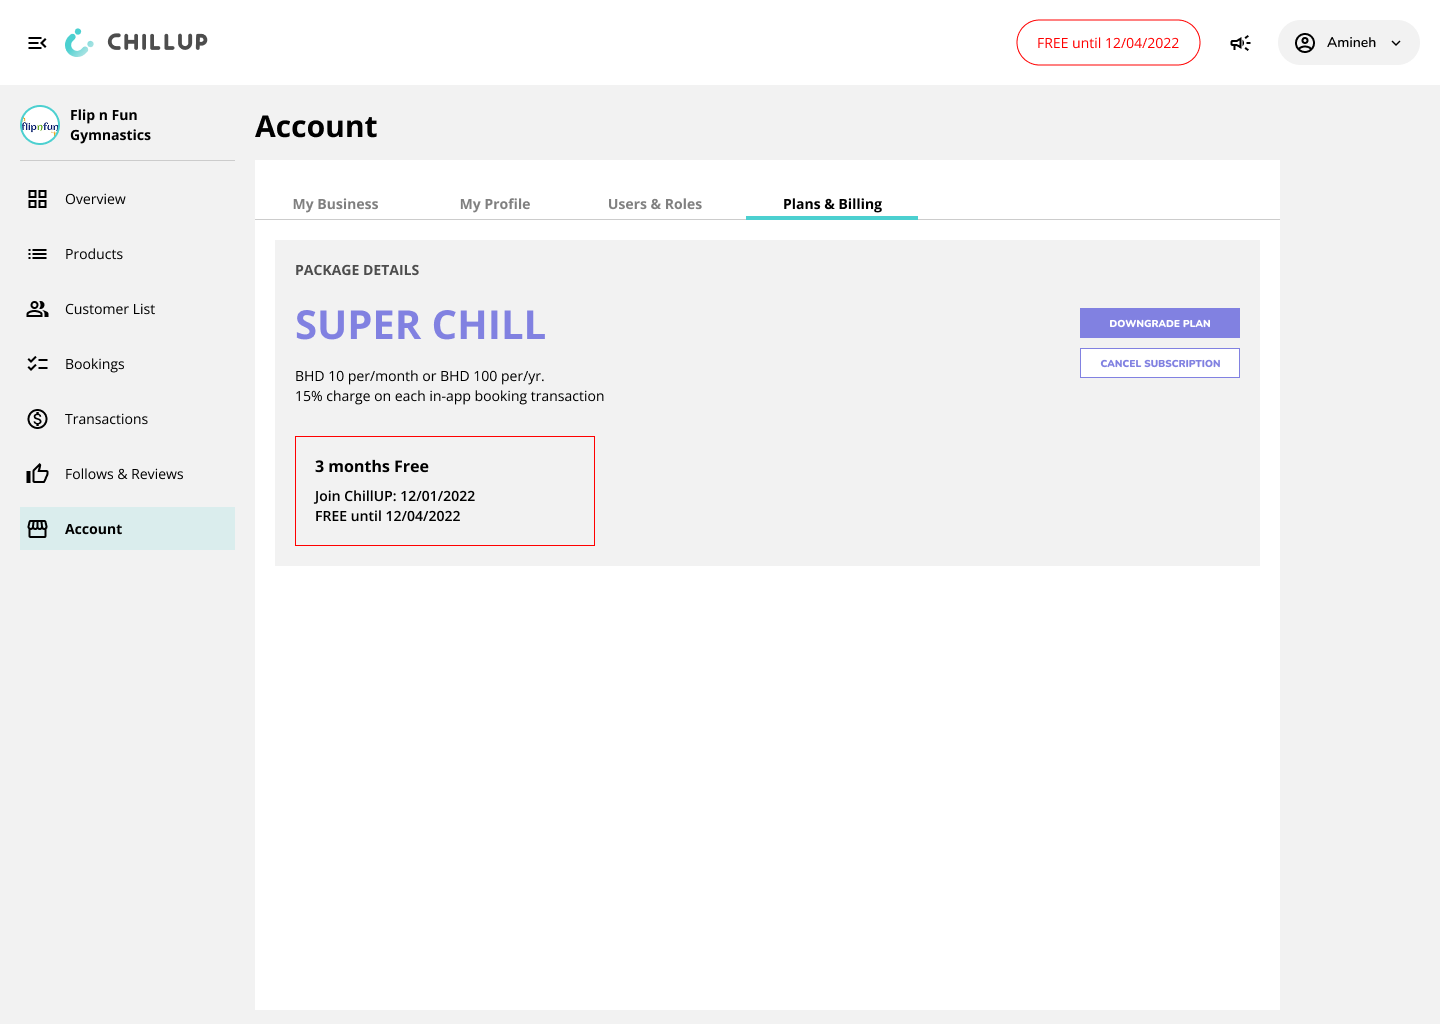 CHILLUP
FREE until 12/04/2022
Amineh
flipnfun
Flip n Fun
Gymnastics
Overview
Products
Customer List
Bookings
Transactions
Follows & Reviews
Account
Account
My Business
My Profile
Users & Roles
Plans & Billing
PACKAGE DETAILS
SUPER CHILL
DOWNGRADE PLAN
CANCEL SUBSCRIPTION
BHD 10 per/month or BHD 100 per/yr.
15% charge on each in-app booking transaction
3 months Free
Join ChillUP: 12/01/2022
FREE until 12/04/2022